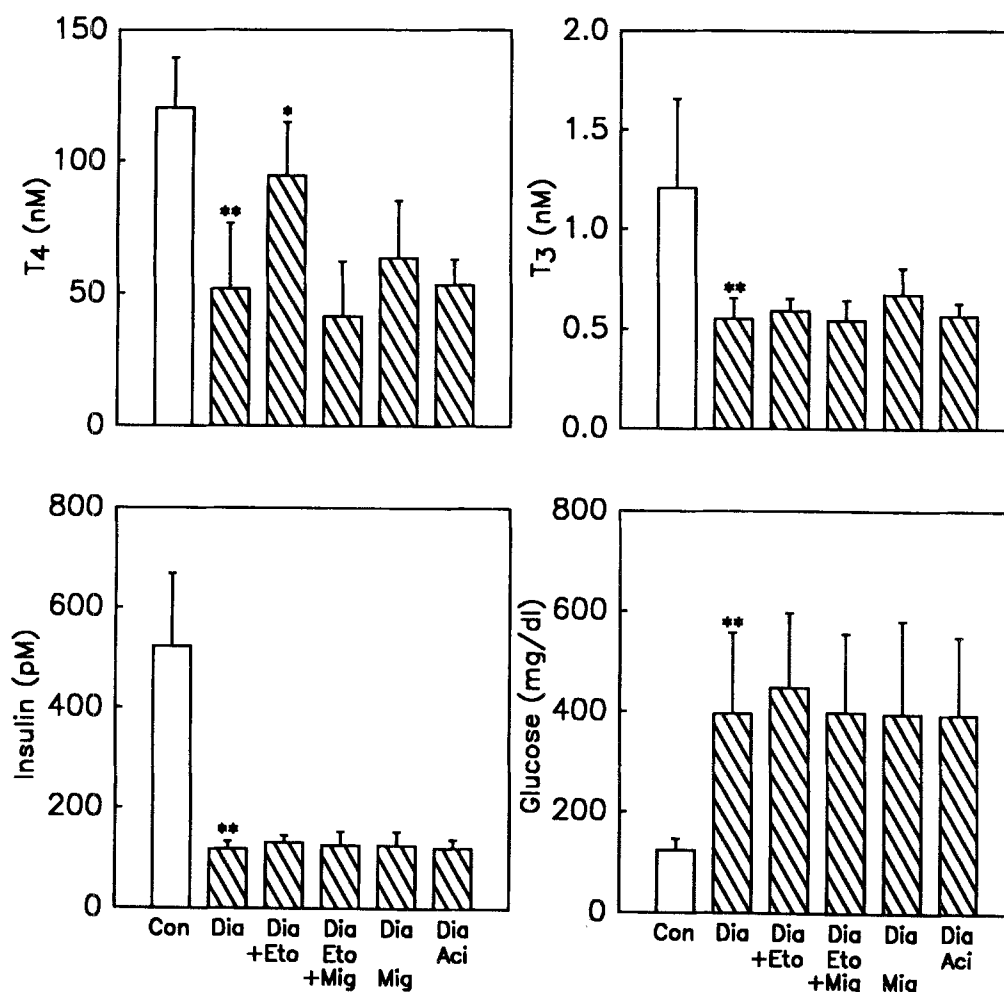 150
100
50
0
T4 (nM)
*
**
2.0
1.5
1.0
0.5
0.0
T3 (nM)
**
800
600
400
200
0
Insulin (pM)
**
Con Dia Dia Dia Dia Dia
+Eto Eto Aci
+Mig Mig
800
600
400
200
0
Glucose (mg/dl)
**
Con Dia Dia Dia Dia Dia
+Eto Eto Aci
+Mig Mig